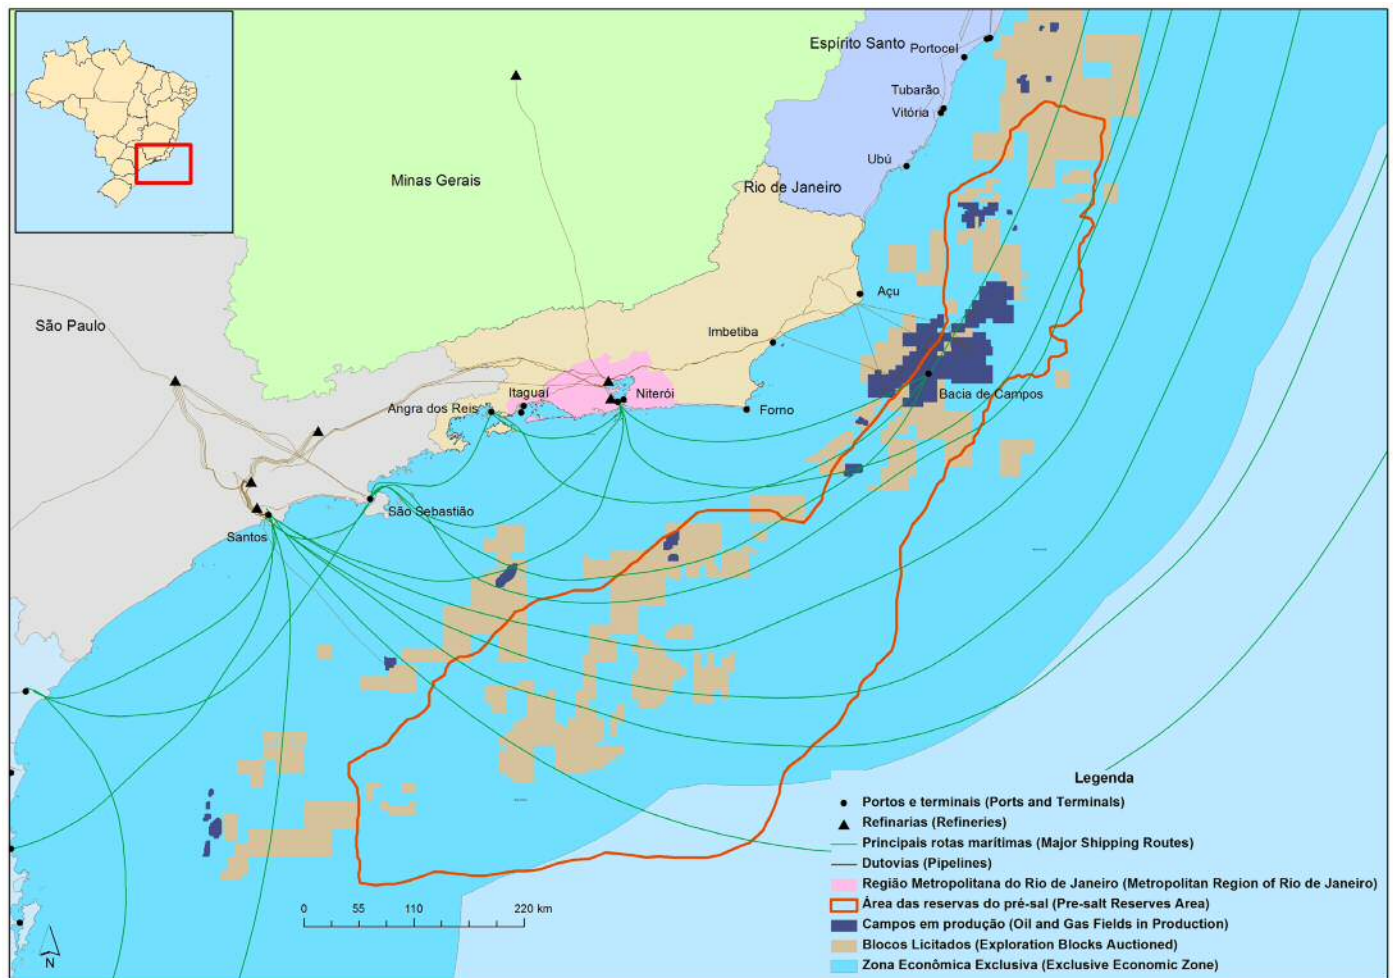 Espírito Santo
Portocel
Tubarão
Vitória
Ubú
Minas Gerais
Rio de Janeiro
Açu
São Paulo
Imbetiba
Itaguaí
Niterói
Angra dos Reis
Forno
Bacia de Campos
São Sebastião
Santos
Legenda
Portos e terminais (Ports and Terminals)
Refinarias (Refineries)
Principais rotas marítimas (Major Shipping Routes)
Dutovias (Pipelines)
Região Metropolitana do Rio de Janeiro (Metropolitan Region of Rio de Janeiro)
Área das reservas do pré-sal (Pre-salt Reserves Area)
Campos em produção (Oil and Gas Fields in Production)
Blocos Licitados (Exploration Blocks Auctioned)
Zona Econômica Exclusiva (Exclusive Economic Zone)
0 55 110 220 km
N